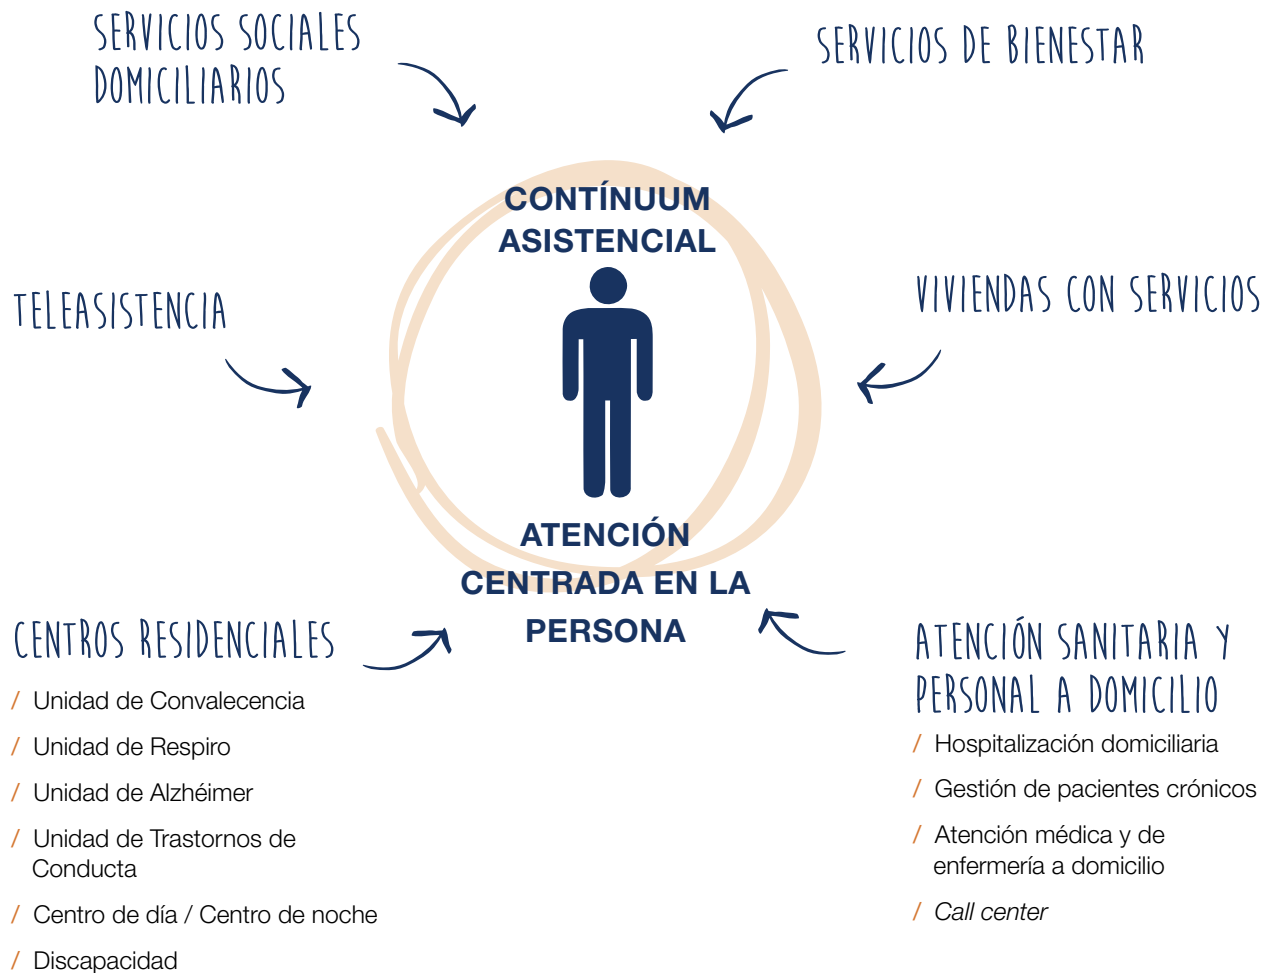 SERVICIOS SOCIALES
DOMICILIARIOS
SERVICIOS DE BIENESTAR
CONTÍNUUM
ASISTENCIAL
TELEASISTENCIA
VIVIENDAS CON SERVICIOS
ATENCIÓN
CENTRADA EN LA
PERSONA
CENTROS RESIDENCIALES
/ Unidad de Convalecencia
/ Unidad de Respiro
/ Unidad de Alzhéimer
/ Unidad de Trastornos de
Conducta
/ Centro de día / Centro de noche
/ Discapacidad
ATENCIÓN SANITARIA Y
PERSONAL A DOMICILIO
/ Hospitalización domiciliaria
/ Gestión de pacientes crónicos
/ Atención médica y de
enfermería a domicilio
/ Call center